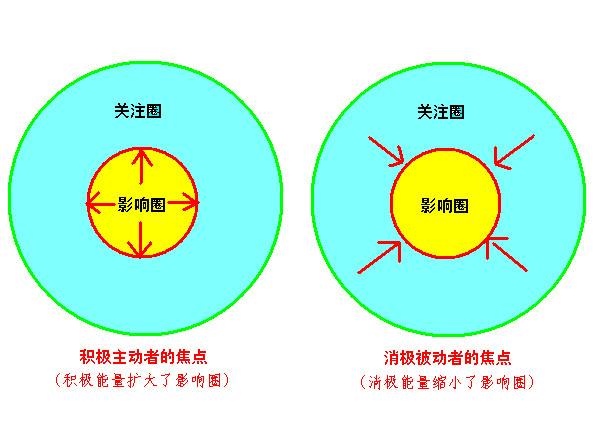 关注圈
影响圈
积极主动者的焦点
(积极能量扩大了影响圈)
关注圈
影响圈
消极被动者的焦点
(消极能量缩小了影响圈)